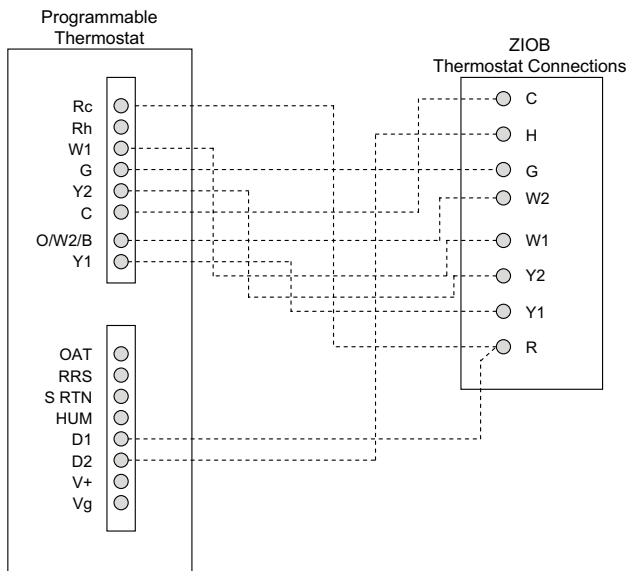 Programmable
Thermostat
Rc
Rh
W1
G
Y2
C
O/W2/B
Y1
OAT
RRS
S RTN
HUM
D1
D2
V+
Vg
ZIOB
Thermostat Connections
C
H
G
W2
W1
Y2
Y1
R